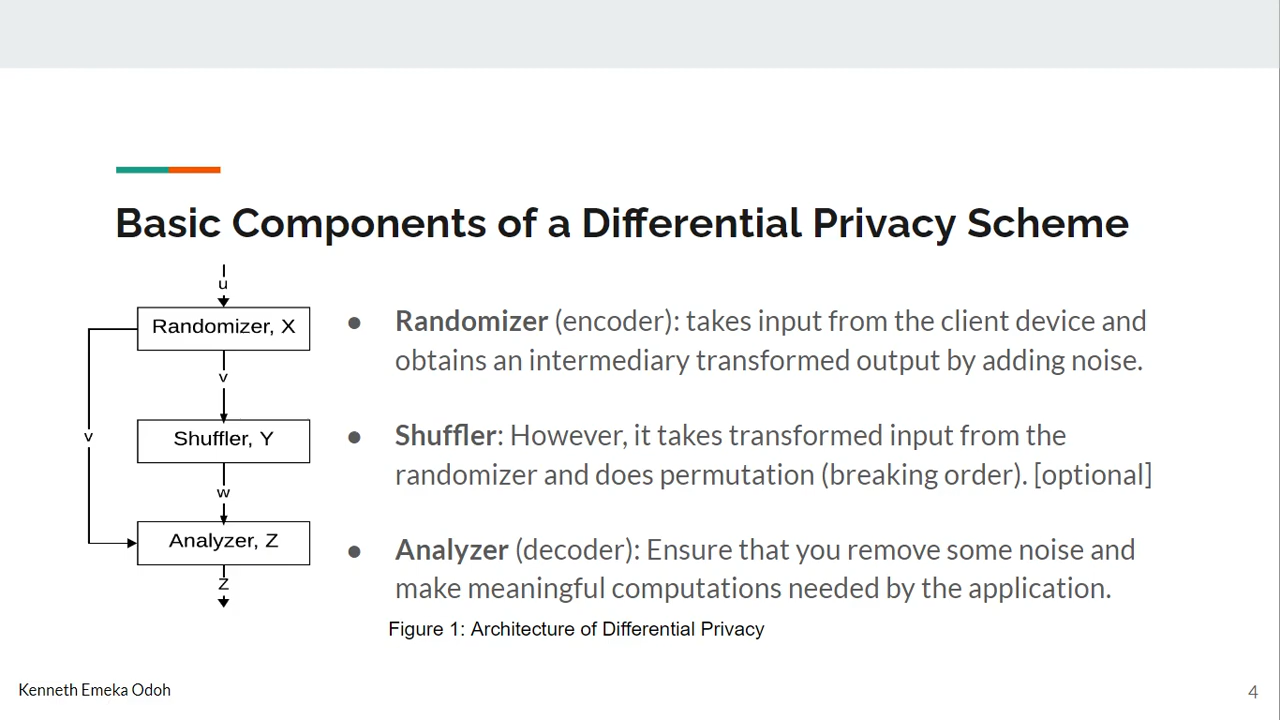 Basic Components of a Differential Privacy Scheme
u
Randomizer, X
v
v
Shuffler, Y
w
Analyzer, Z
z
● Randomizer (encoder): takes input from the client device and
obtains an intermediary transformed output by adding noise.
● Shuffler: However, it takes transformed input from the
randomizer and does permutation (breaking order). [optional]
● Analyzer (decoder): Ensure that you remove some noise and
make meaningful computations needed by the application.
Figure 1: Architecture of Differential Privacy
Kenneth Emeka Odoh
4